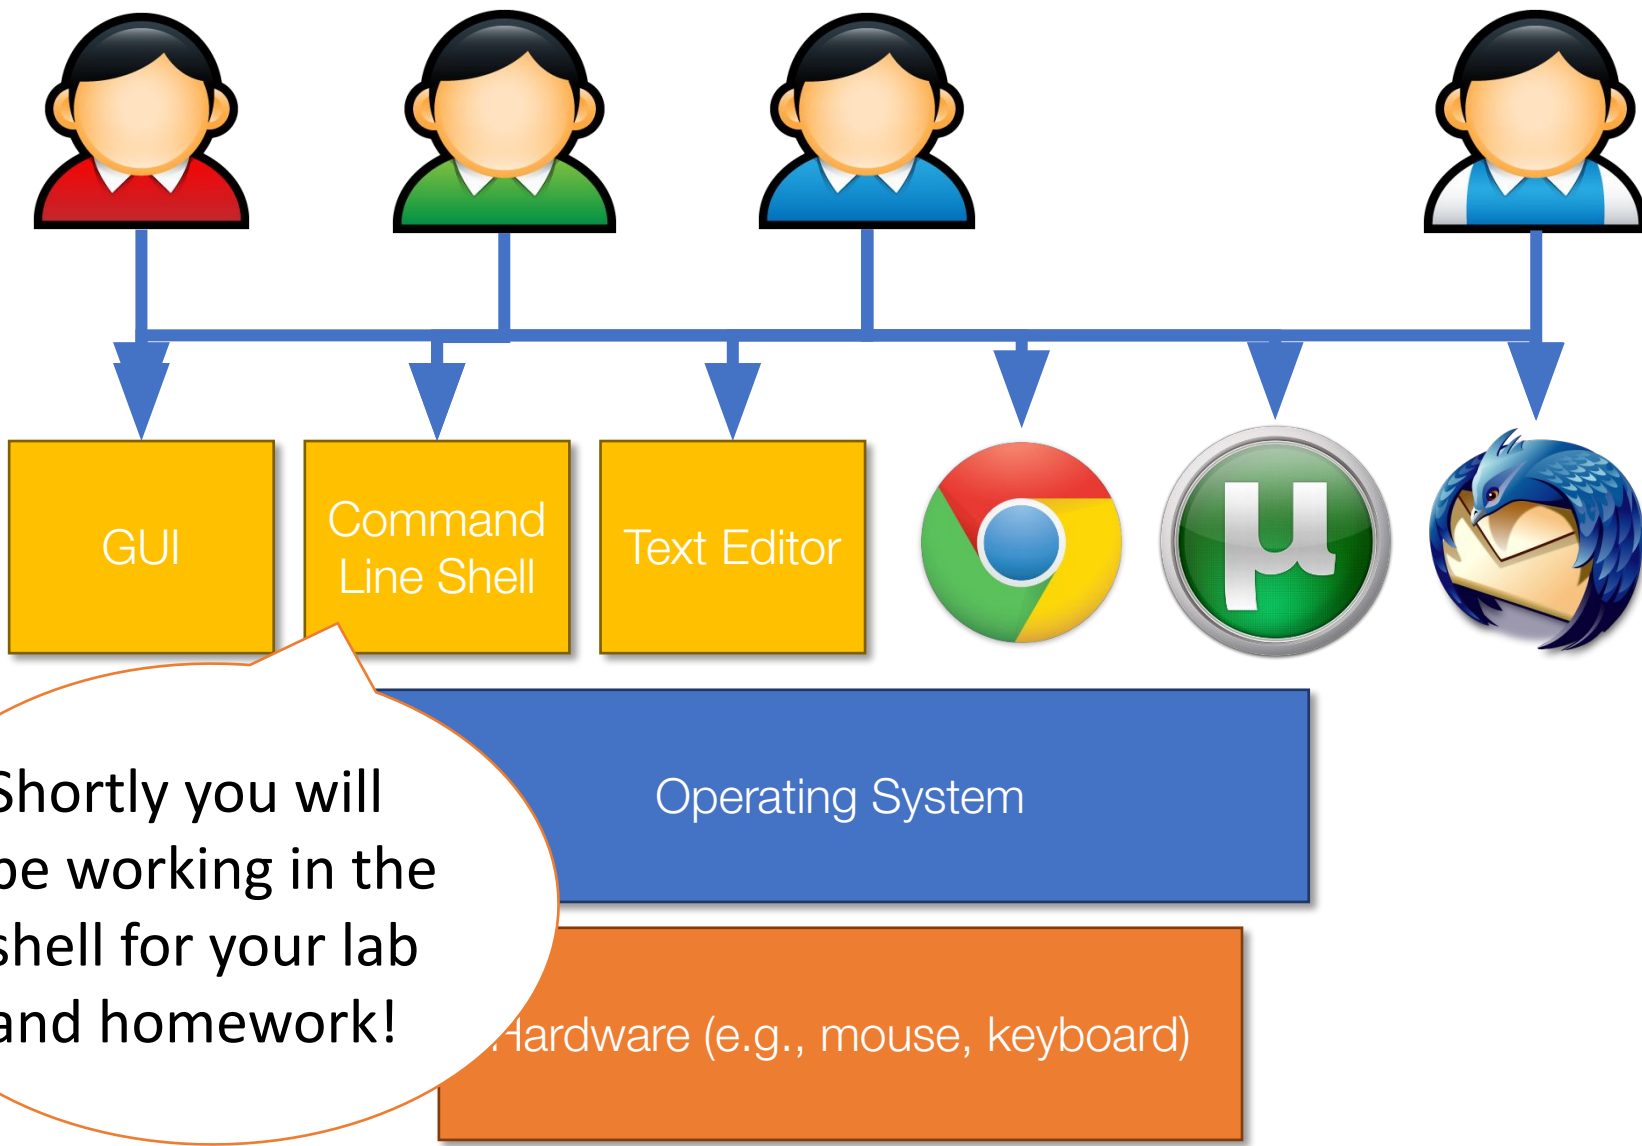 GUI
Command
Line Shell
Text Editor
µ
Operating System
Shortly you will
be working in the
shell for your lab
and homework!
Hardware (e.g., mouse, keyboard)